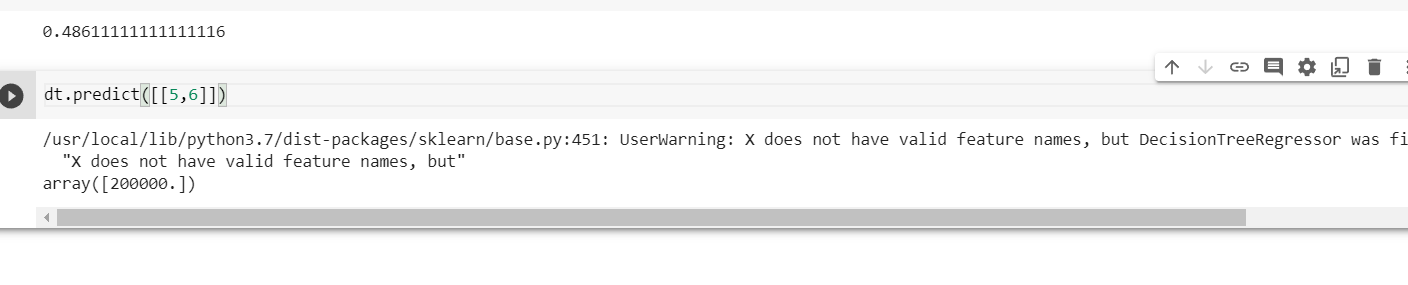 0.48611111111111116
dt.predict([[5,6]])
/usr/local/lib/python3.7/dist-packages/sklearn/base.py:451: UserWarning: X does not have valid feature names, but DecisionTreeRegressor was fi
"X does not have valid feature names, but"
array([200000.])